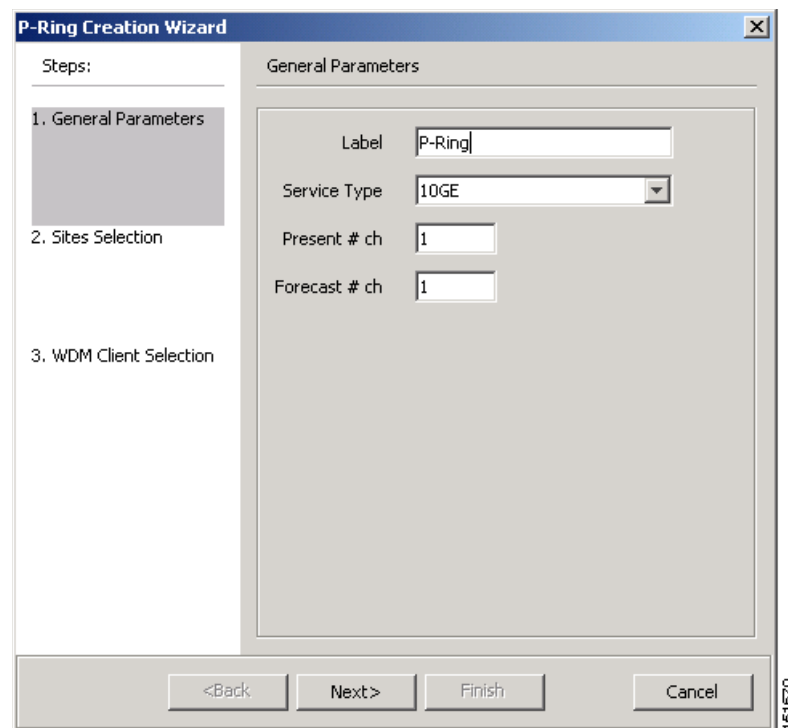 P-Ring Creation Wizard
Steps:
1. General Parameters
2. Sites Selection
3. WDM Client Selection
General Parameters
Label P-Ring
Service Type 10GE
Present # ch 1
Forecast # ch 1
<Back Next> Finish Cancel